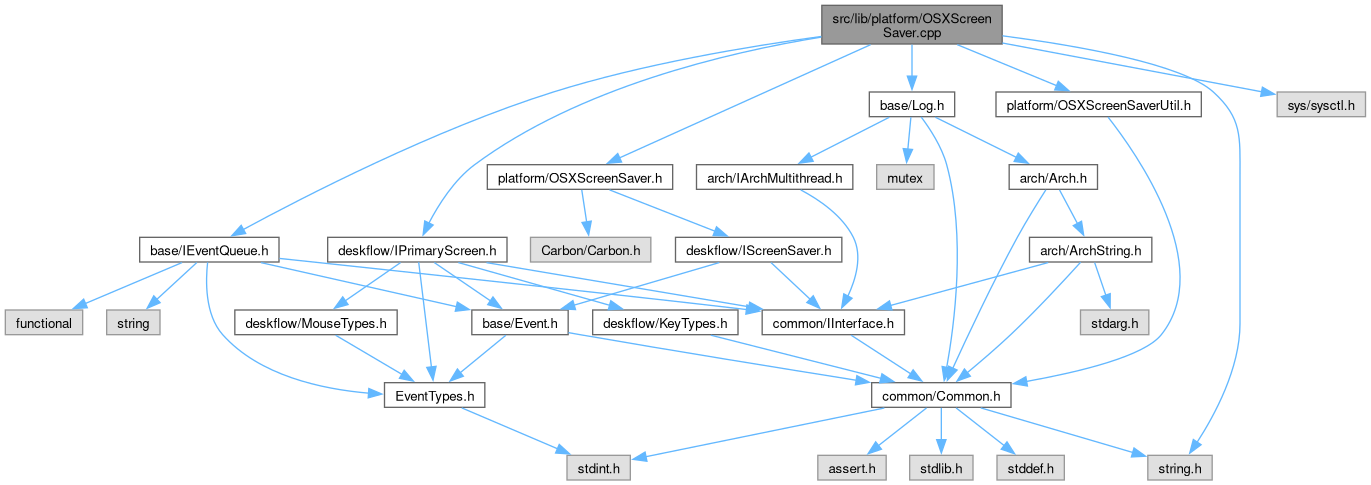 src/lib/platform/OSXScreen
Saver.cpp
base/Log.h
platform/OSXScreenSaverUtil.h
sys/sysctl.h
platform/OSXScreenSaver.h
arch/IArchMultithread.h
mutex
arch/Arch.h
base/IEventQueue.h
deskflow/IPrimaryScreen.h
Carbon/Carbon.h
deskflow/IScreenSaver.h
arch/ArchString.h
functional
string
deskflow/MouseTypes.h
base/Event.h
deskflow/KeyTypes.h
common/IInterface.h
stdarg.h
EventTypes.h
common/Common.h
stdint.h
assert.h
stdlib.h
stddef.h
string.h